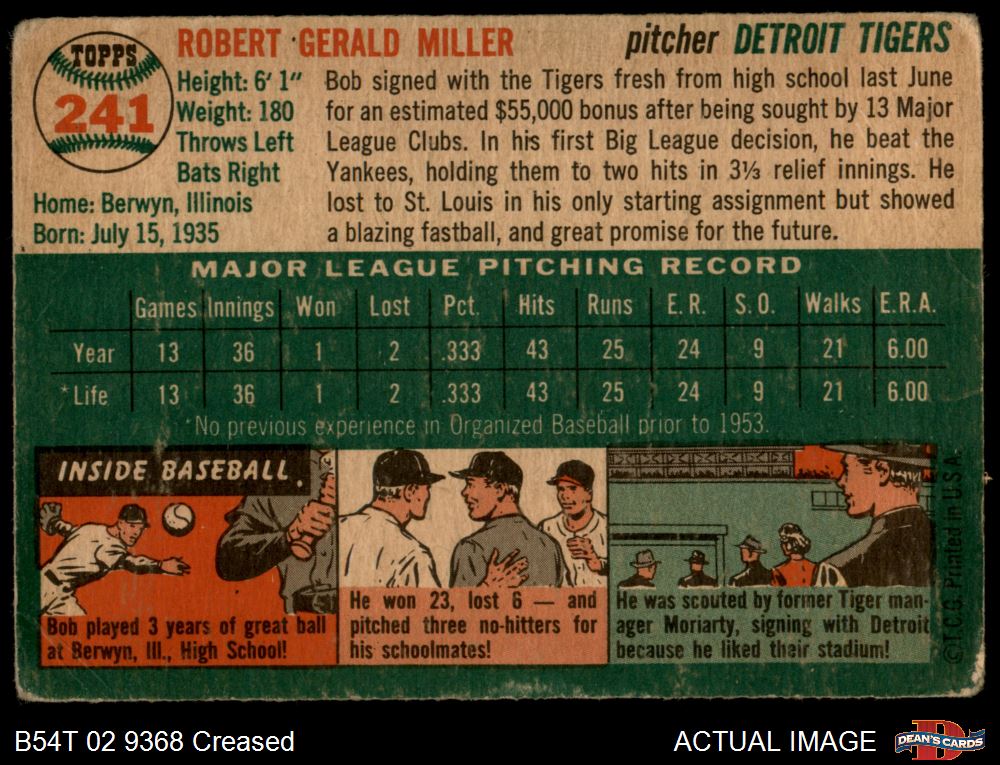 TOPPS
241
ROBERT GERALD MILLER
pitcher DETROIT TIGERS
Height: 6' 1"
Weight: 180
Throws Left
Bats Right
Home: Berwyn, Illinois
Born: July 15, 1935
Bob signed with the Tigers fresh from high school last June
for an estimated $55,000 bonus after being sought by 13 Major
League Clubs. In his first Big League decision, he beat the
Yankees, holding them to two hits in 3⅓ relief innings. He
lost to St. Louis in his only starting assignment but showed
a blazing fastball, and great promise for the future.
MAJOR LEAGUE PITCHING RECORD
Games Innings Won Lost Pct. Hits Runs E. R. S. O. Walks E.R.A.
Year 13 36 1 2 .333 43 25 24 9 21 6.00
*Life 13 36 1 2 .333 43 25 24 9 21 6.00
*No previous experience in Organized Baseball prior to 1953.
INSIDE BASEBALL.
Bob played 3 years of great ball
at Berwyn, Ill., High School!
He won 23, lost 6 — and
pitched three no-hitters for
his schoolmates!
He was scouted by former Tiger man-
ager Moriarty, signing with Detroit
because he liked their stadium!
©T.C.G. Printed in U.S.A.
B54T 02 9368 Creased
ACTUAL IMAGE
D
DEAN'S CARDS